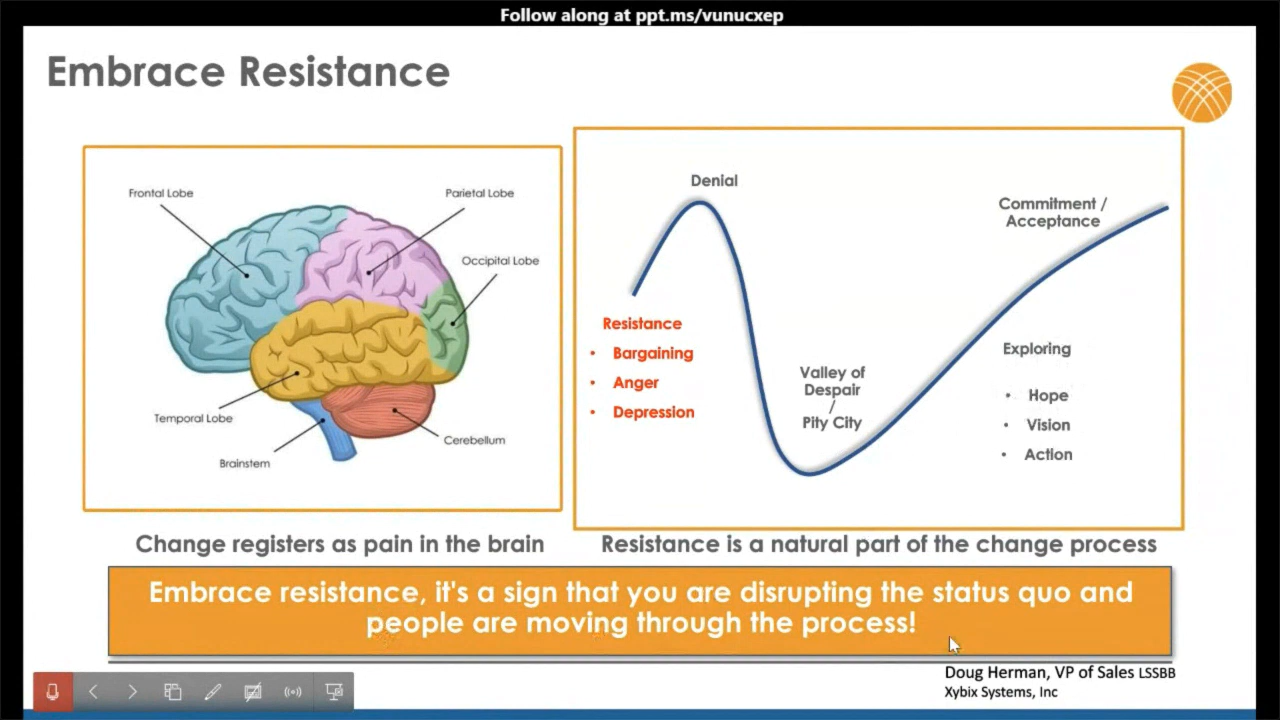 Follow along at ppt.ms/vunucxep
Embrace Resistance
Frontal Lobe
Parietal Lobe
Occipital Lobe
Temporal Lobe
Cerebellum
Brainstem
Denial
Commitment /
Acceptance
Resistance
• Bargaining
• Anger
• Depression
Valley of
Despair
/
Pity City
Exploring
• Hope
• Vision
• Action
Change registers as pain in the brain
Resistance is a natural part of the change process
Embrace resistance, it's a sign that you are disrupting the status quo and
people are moving through the process!
Doug Herman, VP of Sales LSSBB
Xybix Systems, Inc